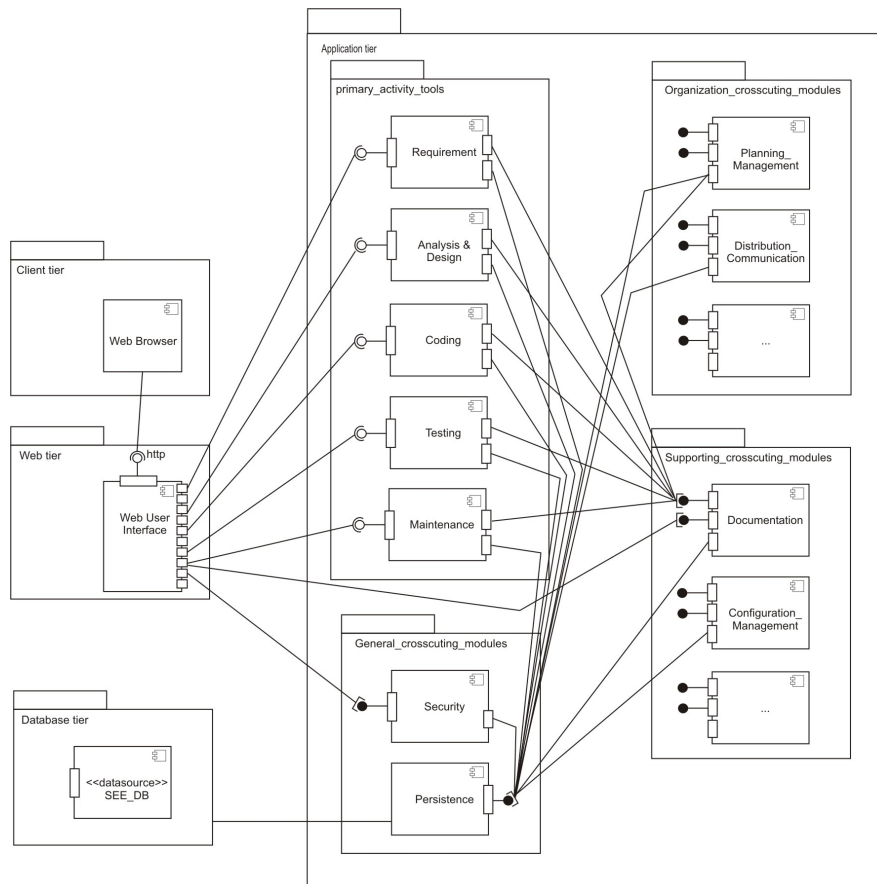 Application tier
primary_activity_tools
Requirement
Analysis &
Design
Coding
Testing
Maintenance
Organization_crosscuting_modules
Planning_
Management
Distribution_
Communication
...
Client tier
Web Browser
Web tier
http
Web User
Interface
Supporting_crosscuting_modules
Documentation
Configuration_
Management
...
General_crosscuting_modules
Security
Persistence
Database tier
<<datasource>>
SEE_DB